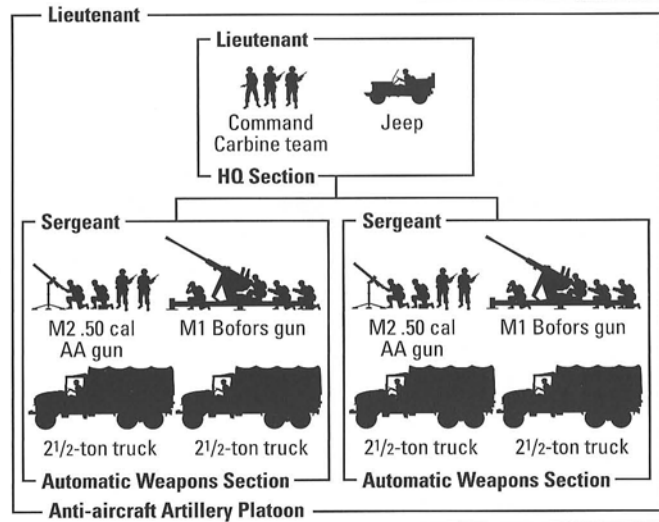 Lieutenant
Lieutenant
Command
Carbine team
Jeep
HQ Section
Sergeant
M2 .50 cal
AA gun
M1 Bofors gun
2½-ton truck
2½-ton truck
Automatic Weapons Section
Sergeant
M2 .50 cal
AA gun
M1 Bofors gun
2½-ton truck
2½-ton truck
Automatic Weapons Section
Anti-aircraft Artillery Platoon